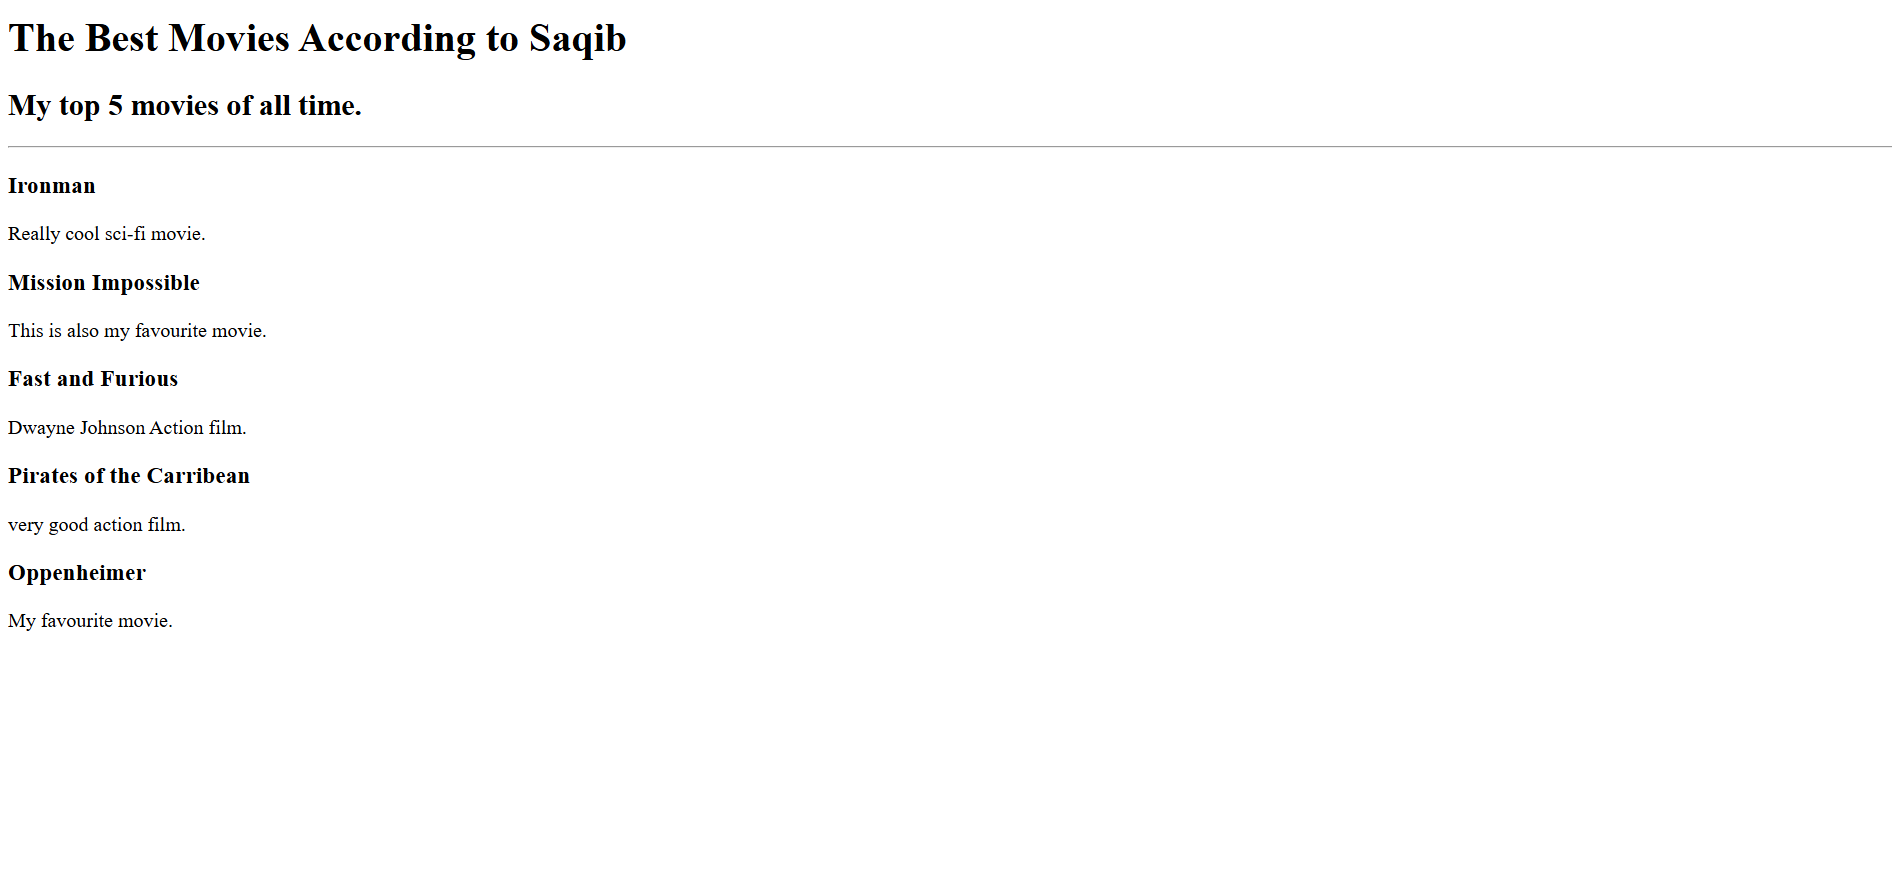 The Best Movies According to Saqib
My top 5 movies of all time.
Ironman
Really cool sci-fi movie.
Mission Impossible
This is also my favourite movie.
Fast and Furious
Dwayne Johnson Action film.
Pirates of the Carribean
very good action film.
Oppenheimer
My favourite movie.